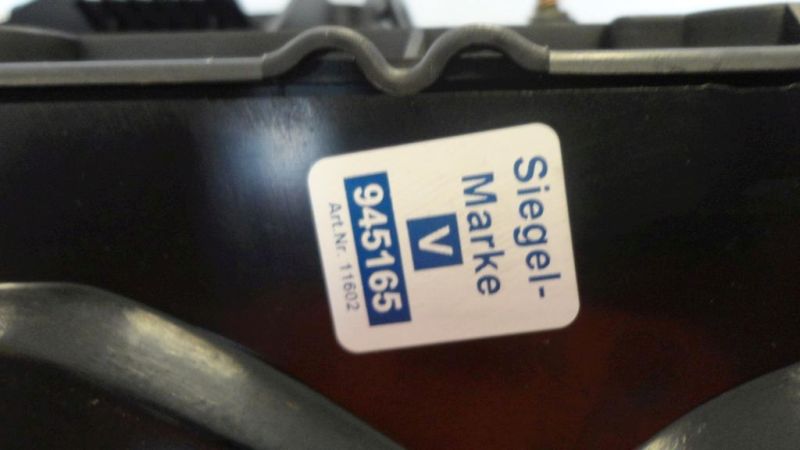 Siegel-
Marke
V
945165
Art.Nr. 11602